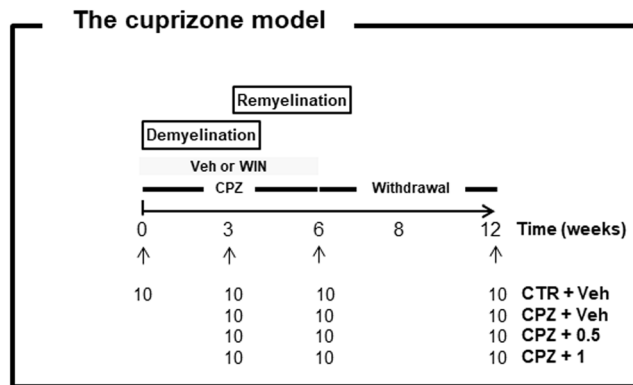 The cuprizone model
Remyelination
Demyelination
Veh or WIN
CPZ Withdrawal
0 3 6 8 12 Time (weeks)
10 10 10 10 CTR + Veh
10 10 10 CPZ + Veh
10 10 10 CPZ + 0.5
10 10 10 CPZ + 1